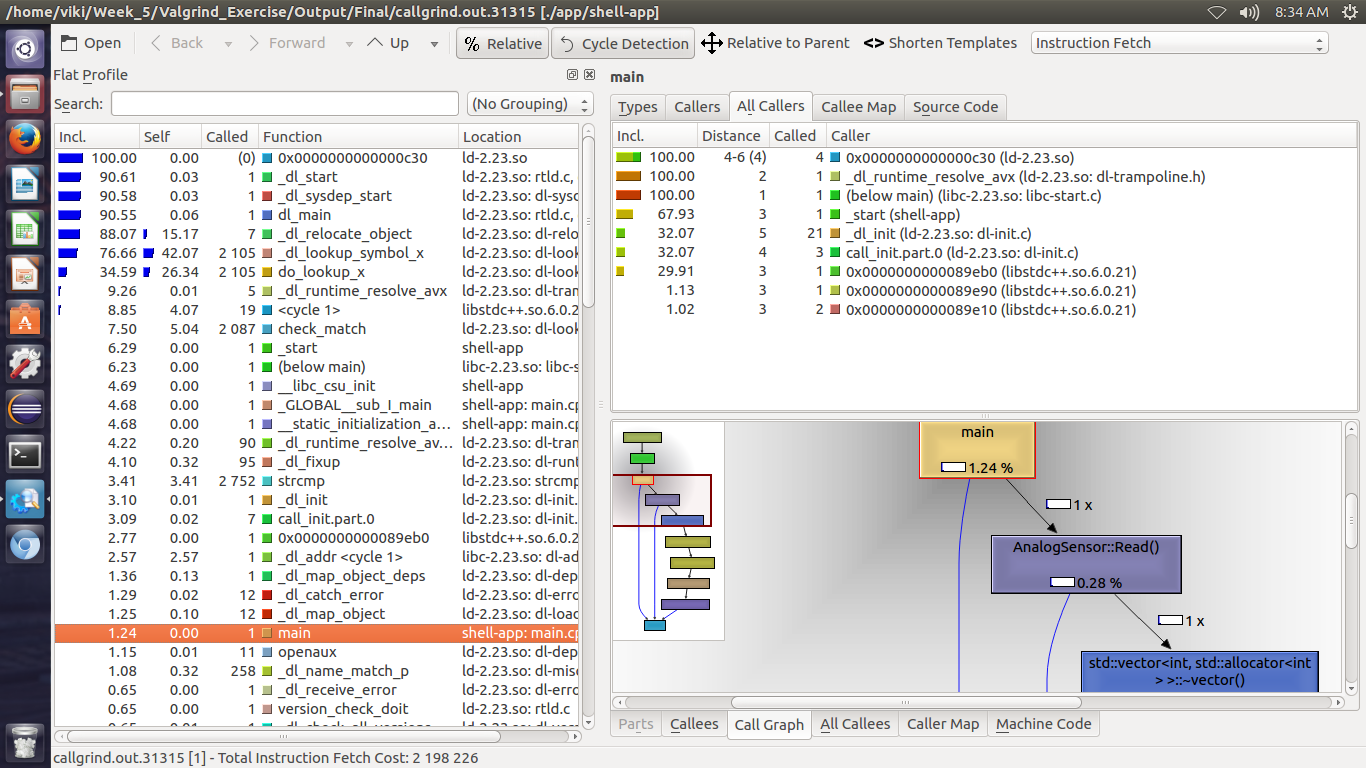 /home/viki/Week_5/Valgrind_Exercise/Output/Final/callgrind.out.31315 [./app/shell-app]
8:34 AM
Open Back Forward Up % Relative Cycle Detection Relative to Parent <> Shorten Templates Instruction Fetch
Flat Profile
Search: (No Grouping)
Incl. Self Called Function Location
100.00 0.00 (0) 0x0000000000000c30 ld-2.23.so
90.61 0.03 1 _dl_start ld-2.23.so: rtld.c,
90.58 0.03 1 _dl_sysdep_start ld-2.23.so: dl-sysd
90.55 0.06 1 dl_main ld-2.23.so: rtld.c,
88.07 15.17 7 _dl_relocate_object ld-2.23.so: dl-relo
76.66 42.07 2 105 _dl_lookup_symbol_x ld-2.23.so: dl-look
34.59 26.34 2 105 do_lookup_x ld-2.23.so: dl-look
9.26 0.01 5 _dl_runtime_resolve_avx ld-2.23.so: dl-tram
8.85 4.07 19 <cycle 1> libstdc++.so.6.0.2
7.50 5.04 2 087 check_match ld-2.23.so: dl-look
6.29 0.00 1 _start shell-app
6.23 0.00 1 (below main) libc-2.23.so: libc-s
4.69 0.00 1 __libc_csu_init shell-app
4.68 0.00 1 _GLOBAL__sub_I_main shell-app: main.cp
4.68 0.00 1 __static_initialization_a... shell-app: main.cp
4.22 0.20 90 _dl_runtime_resolve_av... ld-2.23.so: dl-tram
4.10 0.32 95 _dl_fixup ld-2.23.so: dl-runt
3.41 3.41 2 752 strcmp ld-2.23.so: strcmp
3.10 0.01 1 _dl_init ld-2.23.so: dl-init.
3.09 0.02 7 call_init.part.0 ld-2.23.so: dl-init.
2.77 0.00 1 0x0000000000089eb0 libstdc++.so.6.0.2
2.57 2.57 1 _dl_addr <cycle 1> libc-2.23.so: dl-ad
1.36 0.13 1 _dl_map_object_deps ld-2.23.so: dl-dep
1.29 0.02 12 _dl_catch_error ld-2.23.so: dl-erro
1.25 0.10 12 _dl_map_object ld-2.23.so: dl-load
1.24 0.00 1 main shell-app: main.cp
1.15 0.01 11 openaux ld-2.23.so: dl-dep
1.08 0.32 258 _dl_name_match_p ld-2.23.so: dl-misc
0.65 0.00 1 _dl_receive_error ld-2.23.so: dl-erro
0.65 0.00 1 version_check_doit ld-2.23.so: rtld.c
0.65 0.01 1 _dl_check_all_versions
main
Types Callers All Callers Callee Map Source Code
Incl. Distance Called Caller
100.00 4-6 (4) 4 0x0000000000000c30 (ld-2.23.so)
100.00 2 1 _dl_runtime_resolve_avx (ld-2.23.so: dl-trampoline.h)
100.00 1 1 (below main) (libc-2.23.so: libc-start.c)
67.93 3 1 _start (shell-app)
32.07 5 21 _dl_init (ld-2.23.so: dl-init.c)
32.07 4 3 call_init.part.0 (ld-2.23.so: dl-init.c)
29.91 3 1 0x0000000000089eb0 (libstdc++.so.6.0.21)
1.13 3 1 0x0000000000089e90 (libstdc++.so.6.0.21)
1.02 3 2 0x0000000000089e10 (libstdc++.so.6.0.21)
main
1.24 %
1 x
AnalogSensor::Read()
0.28 %
1 x
std::vector<int, std::allocator<int
> >::~vector()
Parts Callees Call Graph All Callees Caller Map Machine Code
callgrind.out.31315 [1] - Total Instruction Fetch Cost: 2 198 226